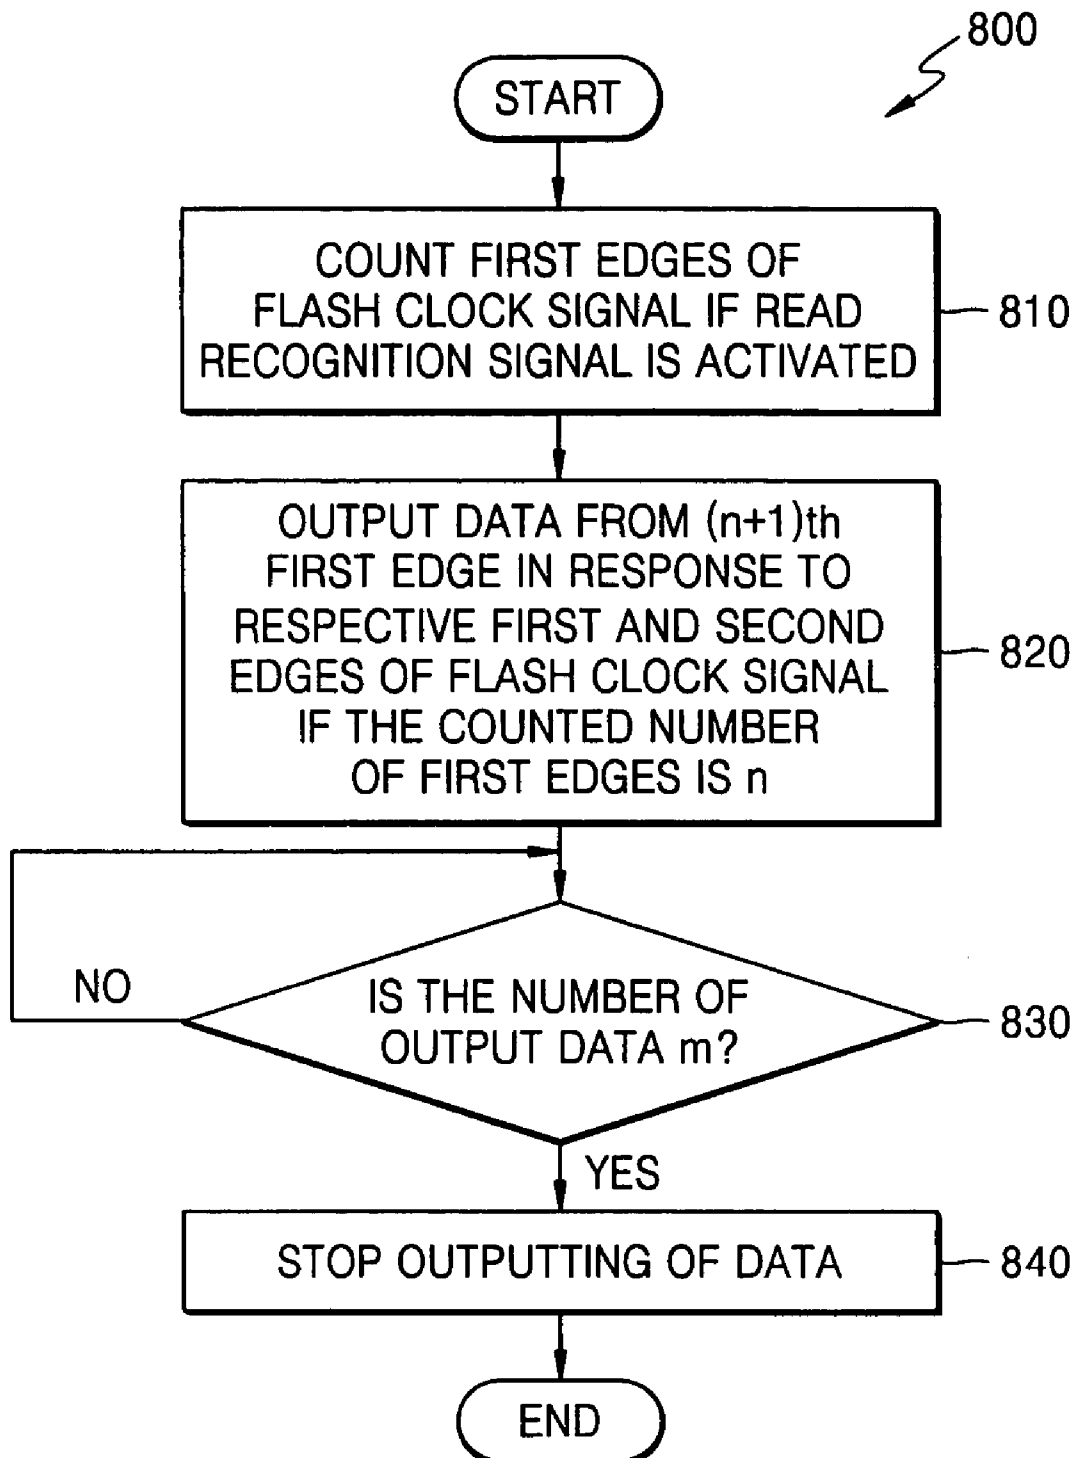 800
START
COUNT FIRST EDGES OF
FLASH CLOCK SIGNAL IF READ
RECOGNITION SIGNAL IS ACTIVATED
810
OUTPUT DATA FROM (n+1)th
FIRST EDGE IN RESPONSE TO
RESPECTIVE FIRST AND SECOND
EDGES OF FLASH CLOCK SIGNAL
IF THE COUNTED NUMBER
OF FIRST EDGES IS n
820
NO
IS THE NUMBER OF
OUTPUT DATA m?
830
YES
STOP OUTPUTTING OF DATA
840
END